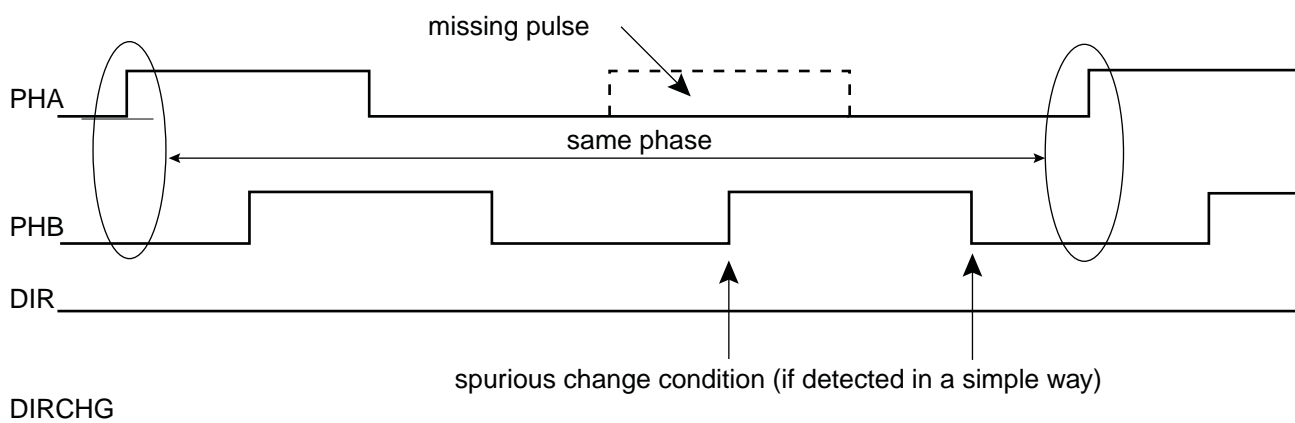 missing pulse
PHA
same phase
PHB
DIR
spurious change condition (if detected in a simple way)
DIRCHG